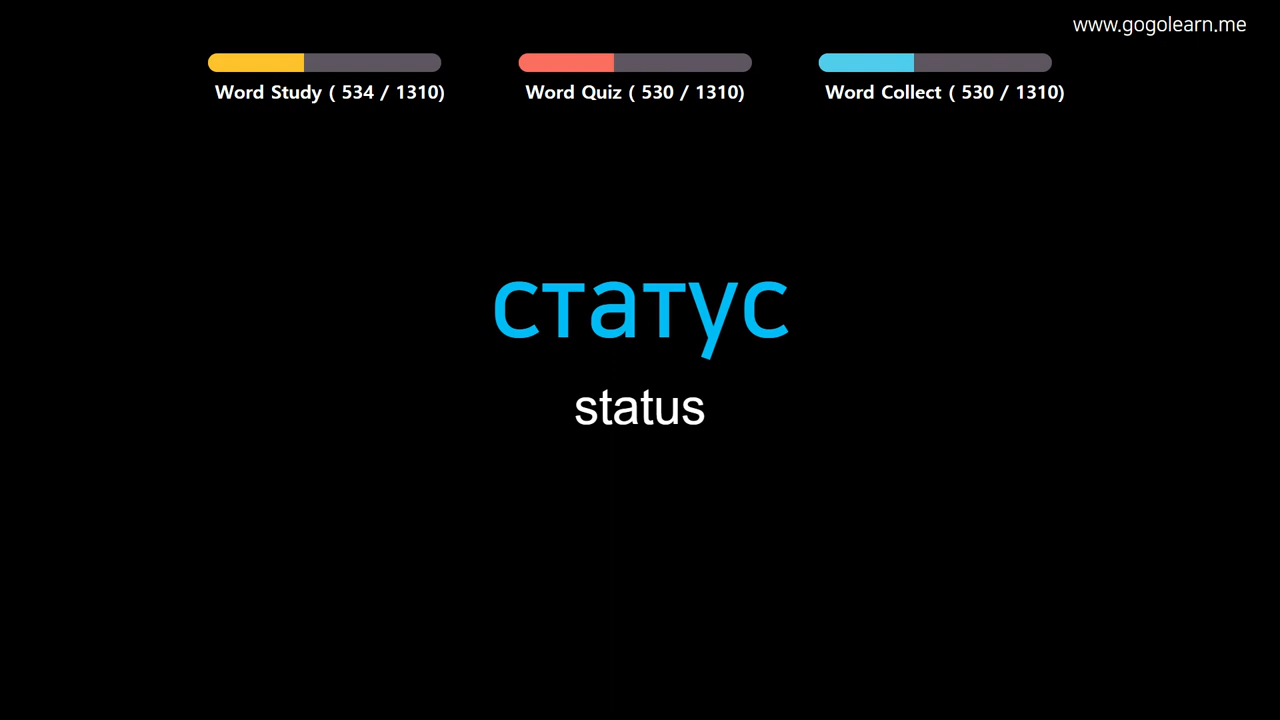 www.gogolearn.me
Word Study ( 534 / 1310)
Word Quiz ( 530 / 1310)
Word Collect ( 530 / 1310)
статус
status